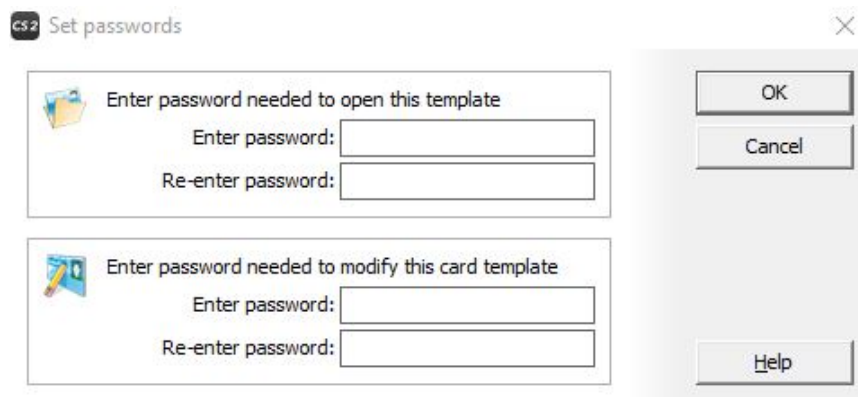 CS2 Set passwords
Enter password needed to open this template
Enter password:
Re-enter password:
OK
Cancel
Enter password needed to modify this card template
Enter password:
Re-enter password:
Help